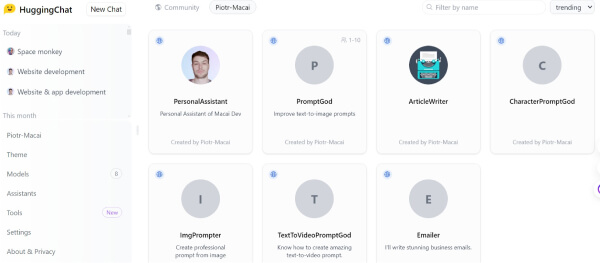 HuggingChat
New Chat
Today
Space monkey
Website development
Website & app development
This month
Piotr-Macai
Theme
Models 8
Assistants
Tools New
Settings
About & Privacy
Community
Piotr-Macai
Filter by name
trending
PersonalAssistant
Personal Assistant of Macai Dev
Created by Piotr-Macai
1-10
P
PromptGod
Improve text-to-image prompts
Created by Piotr-Macai
ArticleWriter
Created by Piotr-Macai
C
CharacterPromptGod
Created by Piotr-Macai
I
ImgPrompter
Create professional
prompt from image
T
TextToVideoPromptGod
Know how to create amazing
text-to-video prompt.
E
Emailer
I'll write stunning business emails.